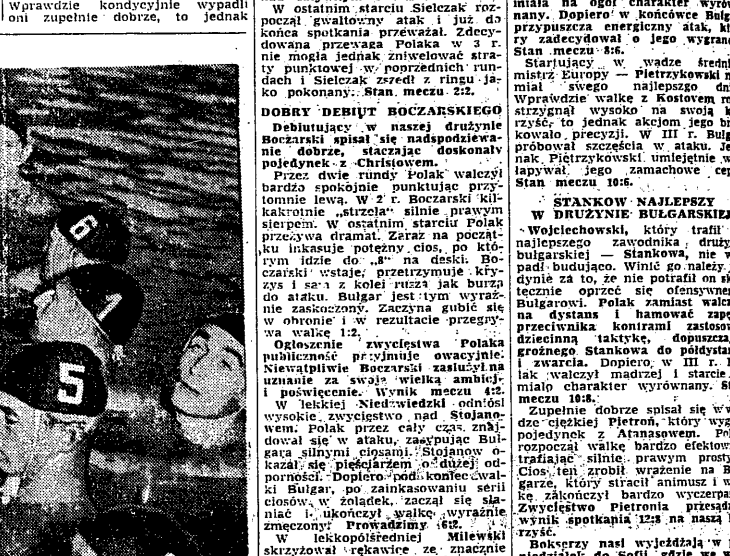 wprawdzie kondycyjnie wypadli
oni zupełnie dobrze, to jednak
6
1
5
W ostatnim starciu Sielczak roz-
począł gwałtowny atak i już do
końca spotkania przeważał. Zdecy-
dowana przewaga Polaka w 3 r.
nie mogła jednak zniwelować stra-
ty punktowej w poprzednich run-
dach i Sielczak zszedł z ringu ja-
ko pokonany. Stan meczu 2:2.
DOBRY DEBIUT BOCZARSKIEGO
Debiutujący w naszej drużynie
Boczarski spisał się nadspodziewa-
nie dobrze, staczając doskonały
pojedynek z Christowem.
Przez dwie rundy Polak walczył
bardzo spokojnie punktując przy-
tomnie lewą. W 2 r. Boczarski kil-
kakrotnie „strzela" silnie prawym
sierpem. W ostatnim starciu Polak
przeżywa dramat. Zaraz na począt-
ku inkasuje potężny cios, po któ-
rym idzie do „8" na deski. Bo-
czarski wstaje, przetrzymuje kry-
zys i sam z kolei rusza jak burza
do ataku. Bułgar jest tym wyraź-
nie zaskoczony. Zaczyna gubić się
w obronie i w rezultacie przegry-
wa walkę 1:2.
Ogłoszenie zwycięstwa Polaka
publiczność przyjmuje owacyjnie.
Niewątpliwie Boczarski zasłużył na
uznanie za swoją wielką ambicję
i poświęcenie. Wynik meczu 4:2.
W lekkiej Niedźwiedzki odniósł
wysokie zwycięstwo nad Stojano-
wem. Polak przez cały czas znaj-
dował się w ataku, zasypując Buł-
gara silnymi ciosami. Stojanow o-
kazał się pięściarzem o dużej od-
porności. Dopiero pod koniec wal-
ki Bułgar, po zainkasowaniu serii
ciosów w żołądek, zaczął się sła-
niać i ukończył walkę wyraźnie
zmęczony. Prowadzimy 6:2.
W lekkopółśredniej Milewski
skrzyżował rękawice ze znacznie
miała na ogół charakter wyrów
nany. Dopiero w końcówce Bułg
przypuszcza energiczny atak, kt
ry zadecydował o jego wygrane
Stan meczu 8:6.
Startujący w wadze średni
mistrz Europy — Pietrzykowski n
miał swego najlepszego dni
Wprawdzie walkę z Kostovem ro
strzygnął wysoko na swoją k
rzyść, to jednak akcjom jego br
kowało precyzji. W III r. Bułg
próbował szczęścia w ataku. Je
nak Pietrzykowski umiejętnie w
łapywał jego zamachowe cep
Stan meczu 10:6.
STANKOW NAJLEPSZY
W DRUŻYNIE BUŁGARSKIEJ
Wojciechowski, który trafił
najlepszego zawodnika druży
bułgarskiej — Stankowa, nie w
padł budująco. Winić go należy
dynie za to, że nie potrafił on sk
tecznie oprzeć się ofensywnem
Bułgarowi. Polak zamiast walcz
na dystans i hamować zapę
przeciwnika kontrami zastosow
dziecinną taktykę, dopuszcza
groźnego Stankowa do półdystan
i zwarcia. Dopiero w III r.
lak walczył mądrzej i starcie
miało charakter wyrównany. S
meczu 10:8.
Zupełnie dobrze spisał się w w
dze ciężkiej Pietroń, który wyg
pojedynek z Atanasowem. Po
rozpoczął walkę bardzo efektow
trafiając silnie prawym prosty
Cios ten zrobił wrażenie na B
garze, który stracił animusz i w
kę zakończył bardzo wyczerpa
Zwycięstwo Pietronia przesąd
wynik spotkania 12:8 na naszą
rzyść.
Bokserzy nasi wyjeżdżają w
niedziałek do Sofii, gdzie we w